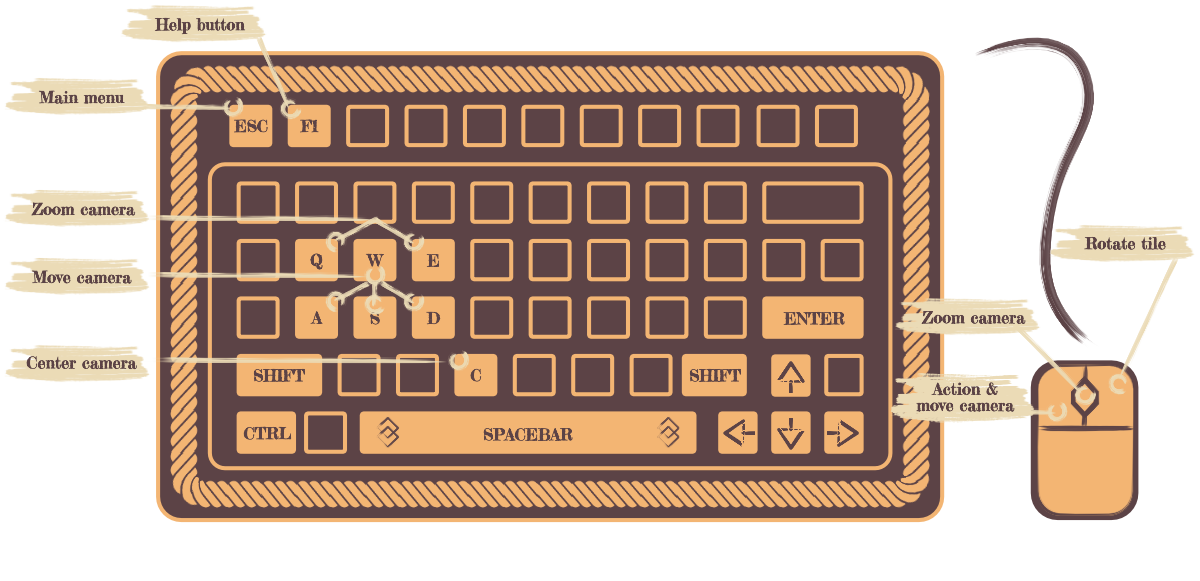 Help button
Main menu
ESC
F1
Zoom camera
Q
W
E
Rotate tile
Move camera
A
S
D
ENTER
Zoom camera
Center camera
SHIFT
C
SHIFT
Action &
move camera
CTRL
SPACEBAR